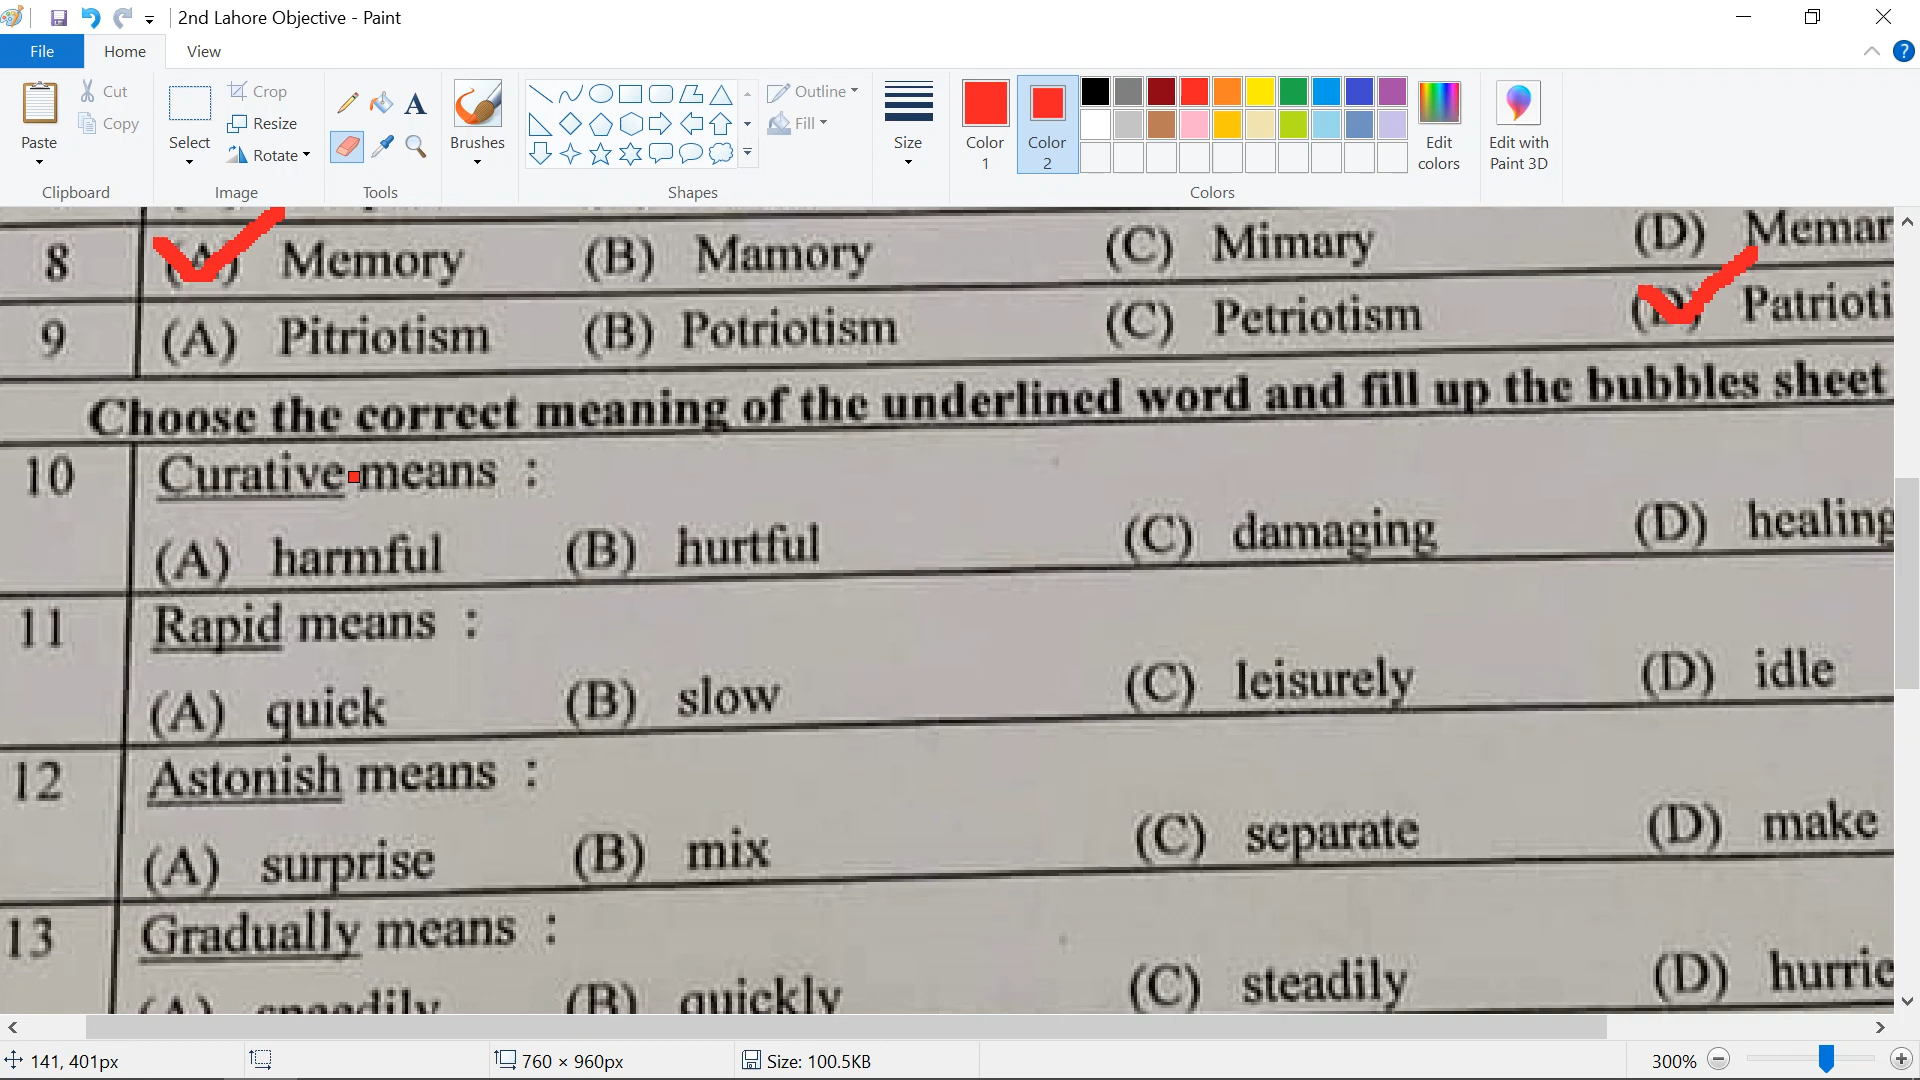 2nd Lahore Objective - Paint
File Home View
Paste
Cut
Copy
Clipboard
Select
Crop
Resize
Rotate
Image
A
Tools
Brushes
Shapes
Outline
Fill
Size
Color 1
Color 2
Edit colors
Edit with Paint 3D
Colors
8 (A) Memory (B) Mamory (C) Mimary (D) Memar
9 (A) Pitriotism (B) Potriotism (C) Petriotism (D) Patrioti
Choose the correct meaning of the underlined word and fill up the bubbles sheet
10 Curative means :
(A) harmful (B) hurtful (C) damaging (D) healing
11 Rapid means :
(A) quick (B) slow (C) leisurely (D) idle
12 Astonish means :
(A) surprise (B) mix (C) separate (D) make
13 Gradually means :
(A) speedily (B) quickly (C) steadily (D) hurrie
141, 401px 760 × 960px Size: 100.5KB 300%